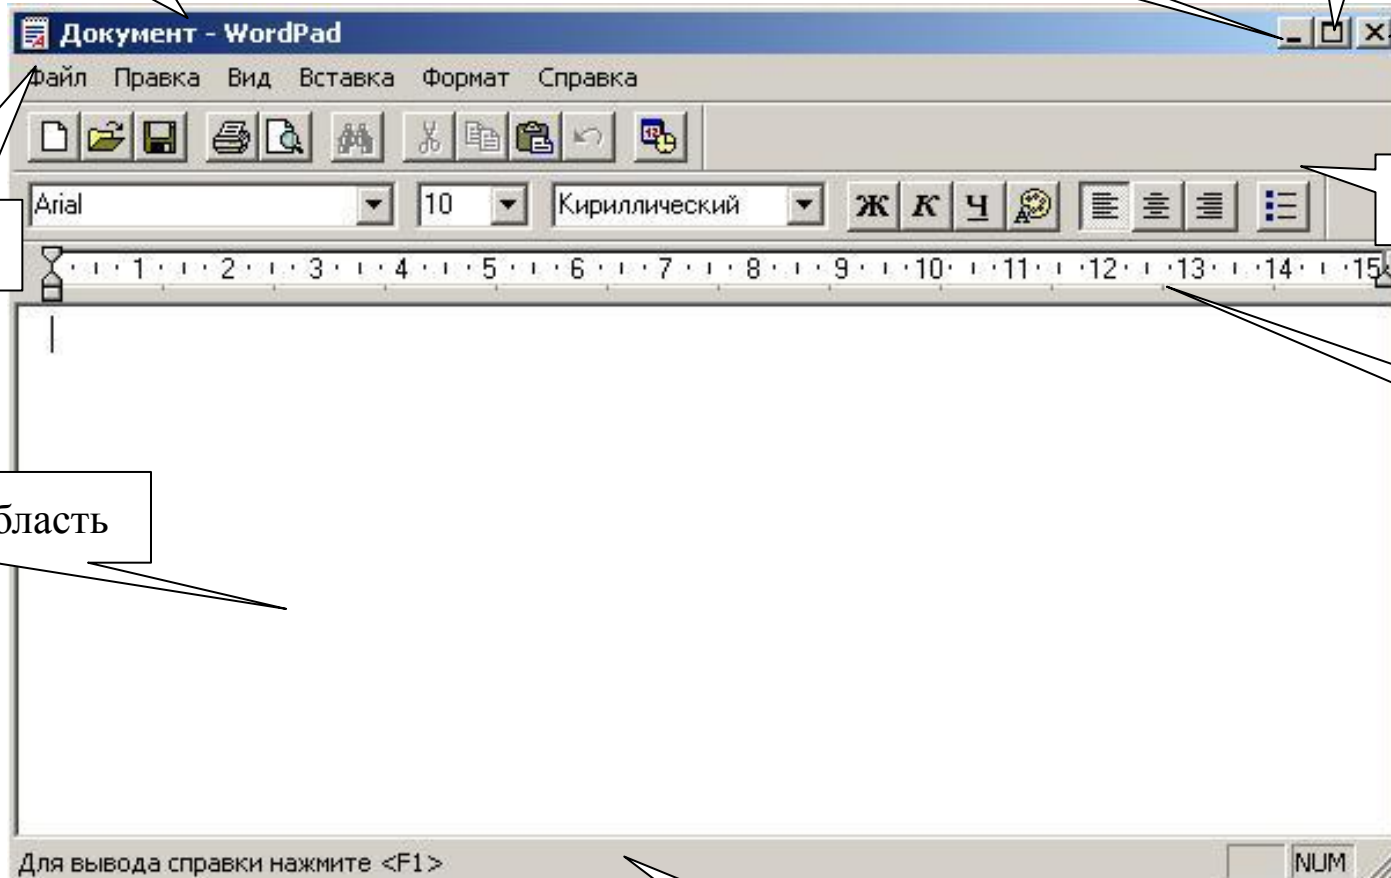 Документ - WordPad
Файл Правка Вид Вставка Формат Справка
Arial 10 Кириллический Ж К Ч
1 2 3 4 5 6 7 8 9 10 11 12 13 14 15
бласть
Для вывода справки нажмите <F1> NUM